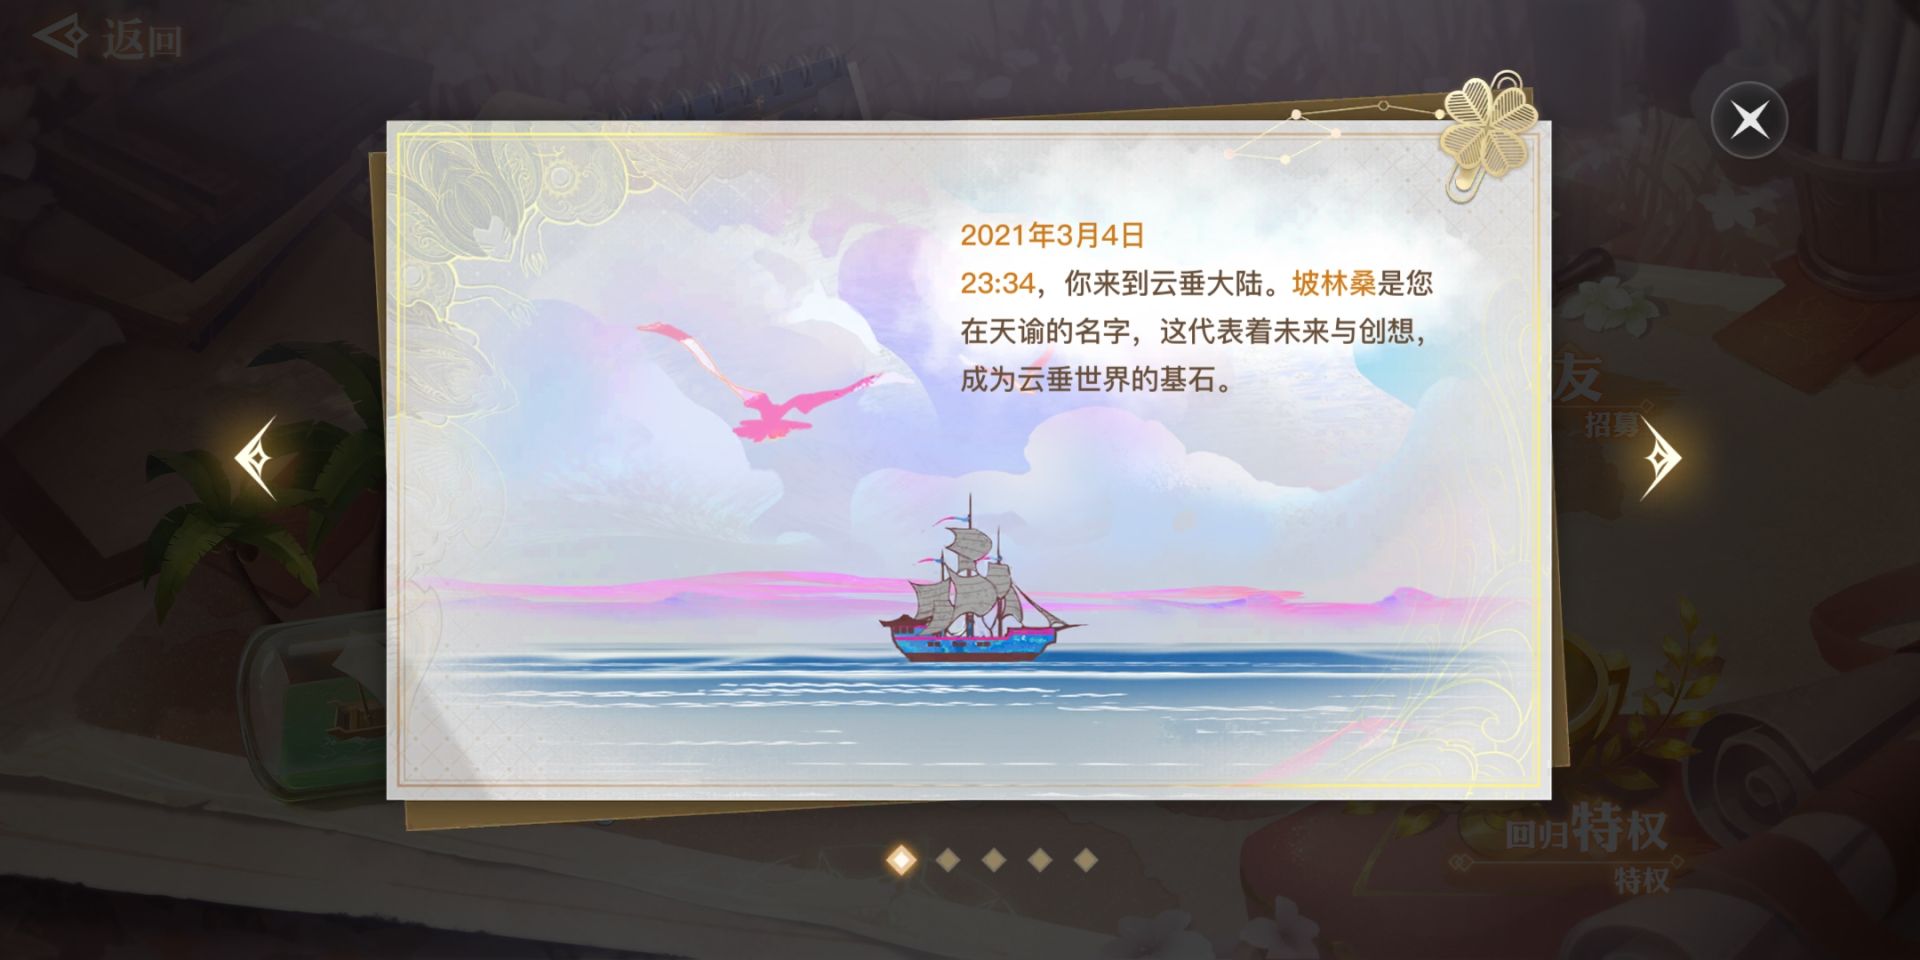 返回
2021年3月4日
23:34，你来到云垂大陆。坡林桑是您
在天谕的名字，这代表着未来与创想，
成为云垂世界的基石。
友
招募
回归特权
特权